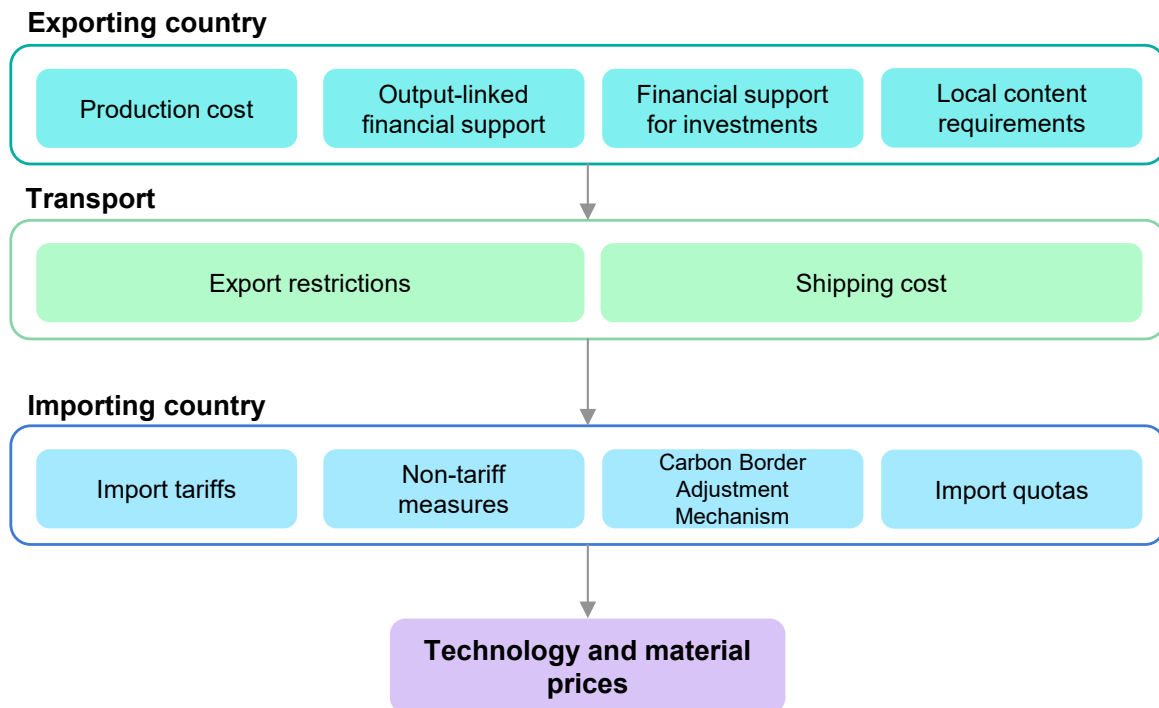 Exporting country
Production cost
Output-linked
financial support
Financial support
for investments
Local content
requirements
Transport
Export restrictions
Shipping cost
Importing country
Import tariffs
Non-tariff
measures
Carbon Border
Adjustment
Mechanism
Import quotas
Technology and material
prices